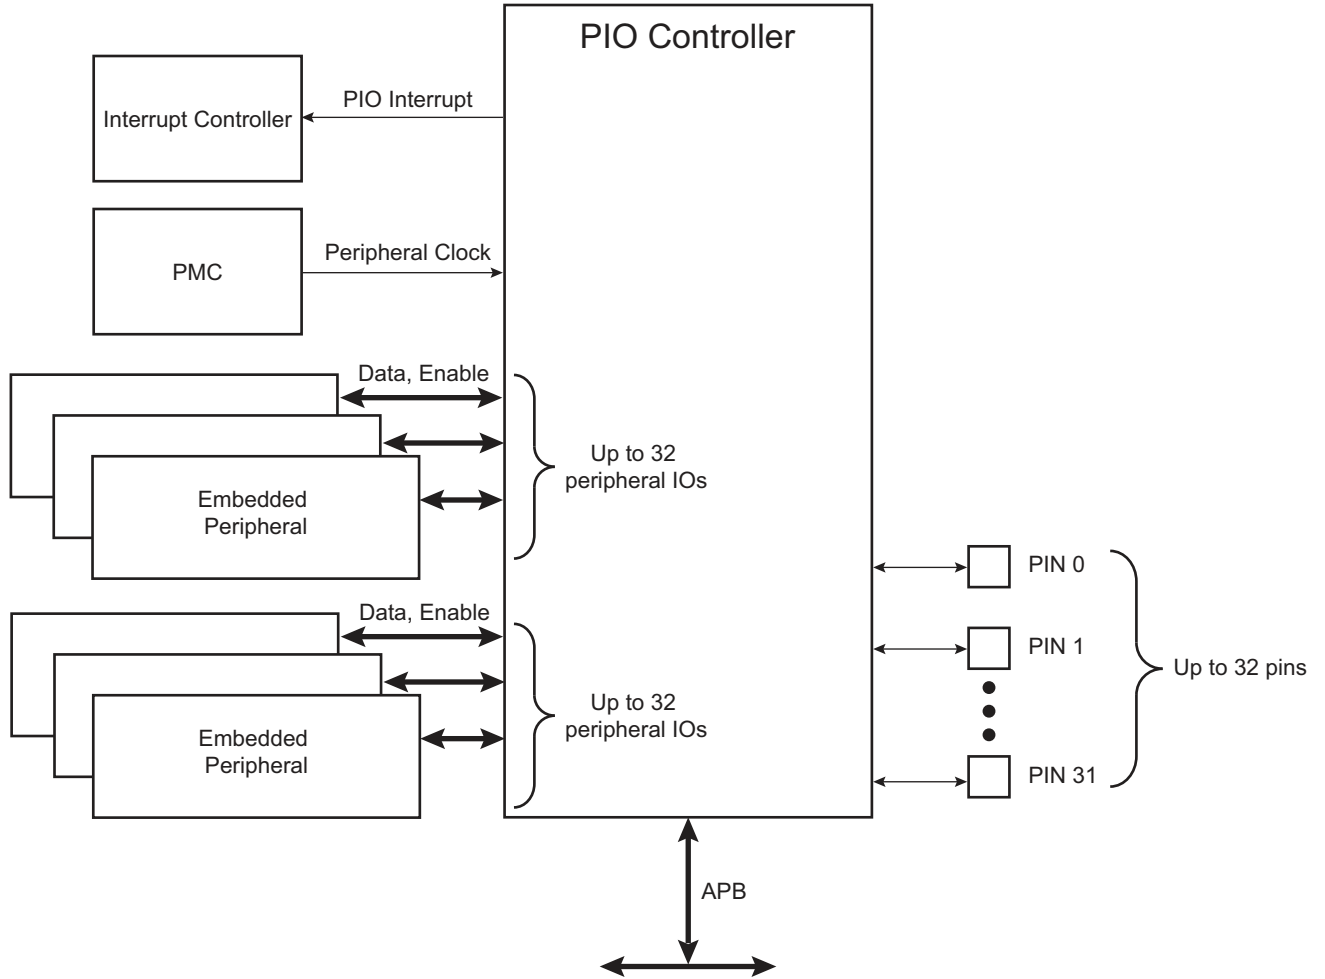 PIO Controller
PIO Interrupt
Interrupt Controller
Peripheral Clock
PMC
Data, Enable
Up to 32
peripheral IOs
Embedded
Peripheral
PIN 0
Data, Enable
PIN 1
Up to 32 pins
Up to 32
peripheral IOs
Embedded
Peripheral
PIN 31
APB